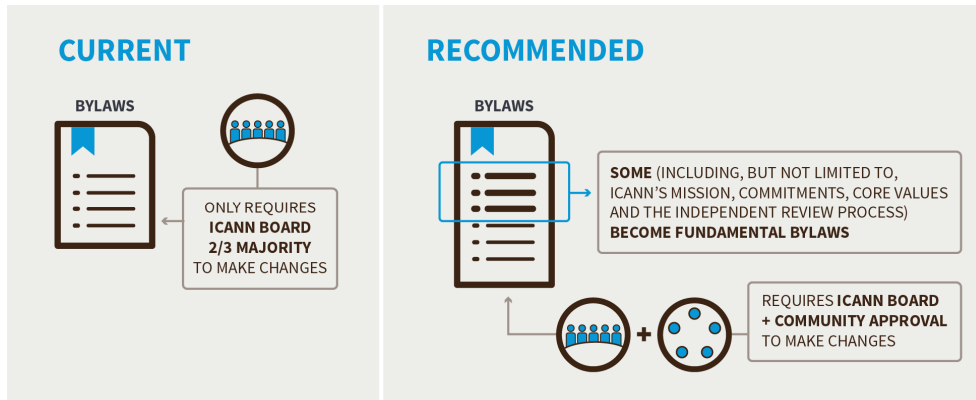 CURRENT
BYLAWS
ONLY REQUIRES
ICANN BOARD
2/3 MAJORITY
TO MAKE CHANGES
RECOMMENDED
BYLAWS
SOME (INCLUDING, BUT NOT LIMITED TO,
ICANN'S MISSION, COMMITMENTS, CORE VALUES
AND THE INDEPENDENT REVIEW PROCESS)
BECOME FUNDAMENTAL BYLAWS
+
REQUIRES ICANN BOARD
+ COMMUNITY APPROVAL
TO MAKE CHANGES